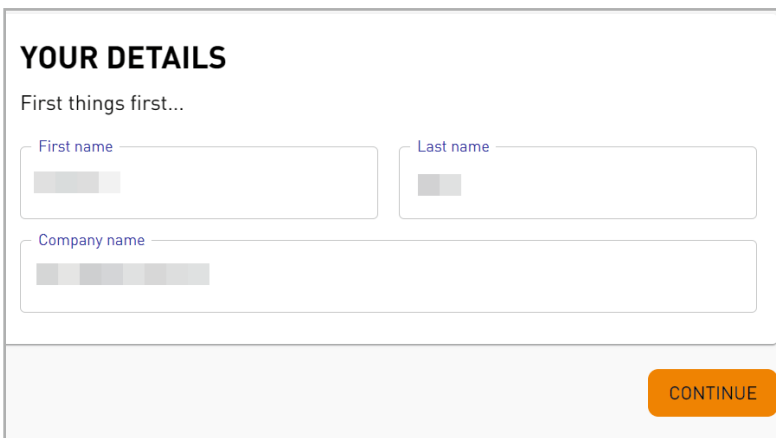 YOUR DETAILS
First things first...
First name
Last name
Company name
CONTINUE